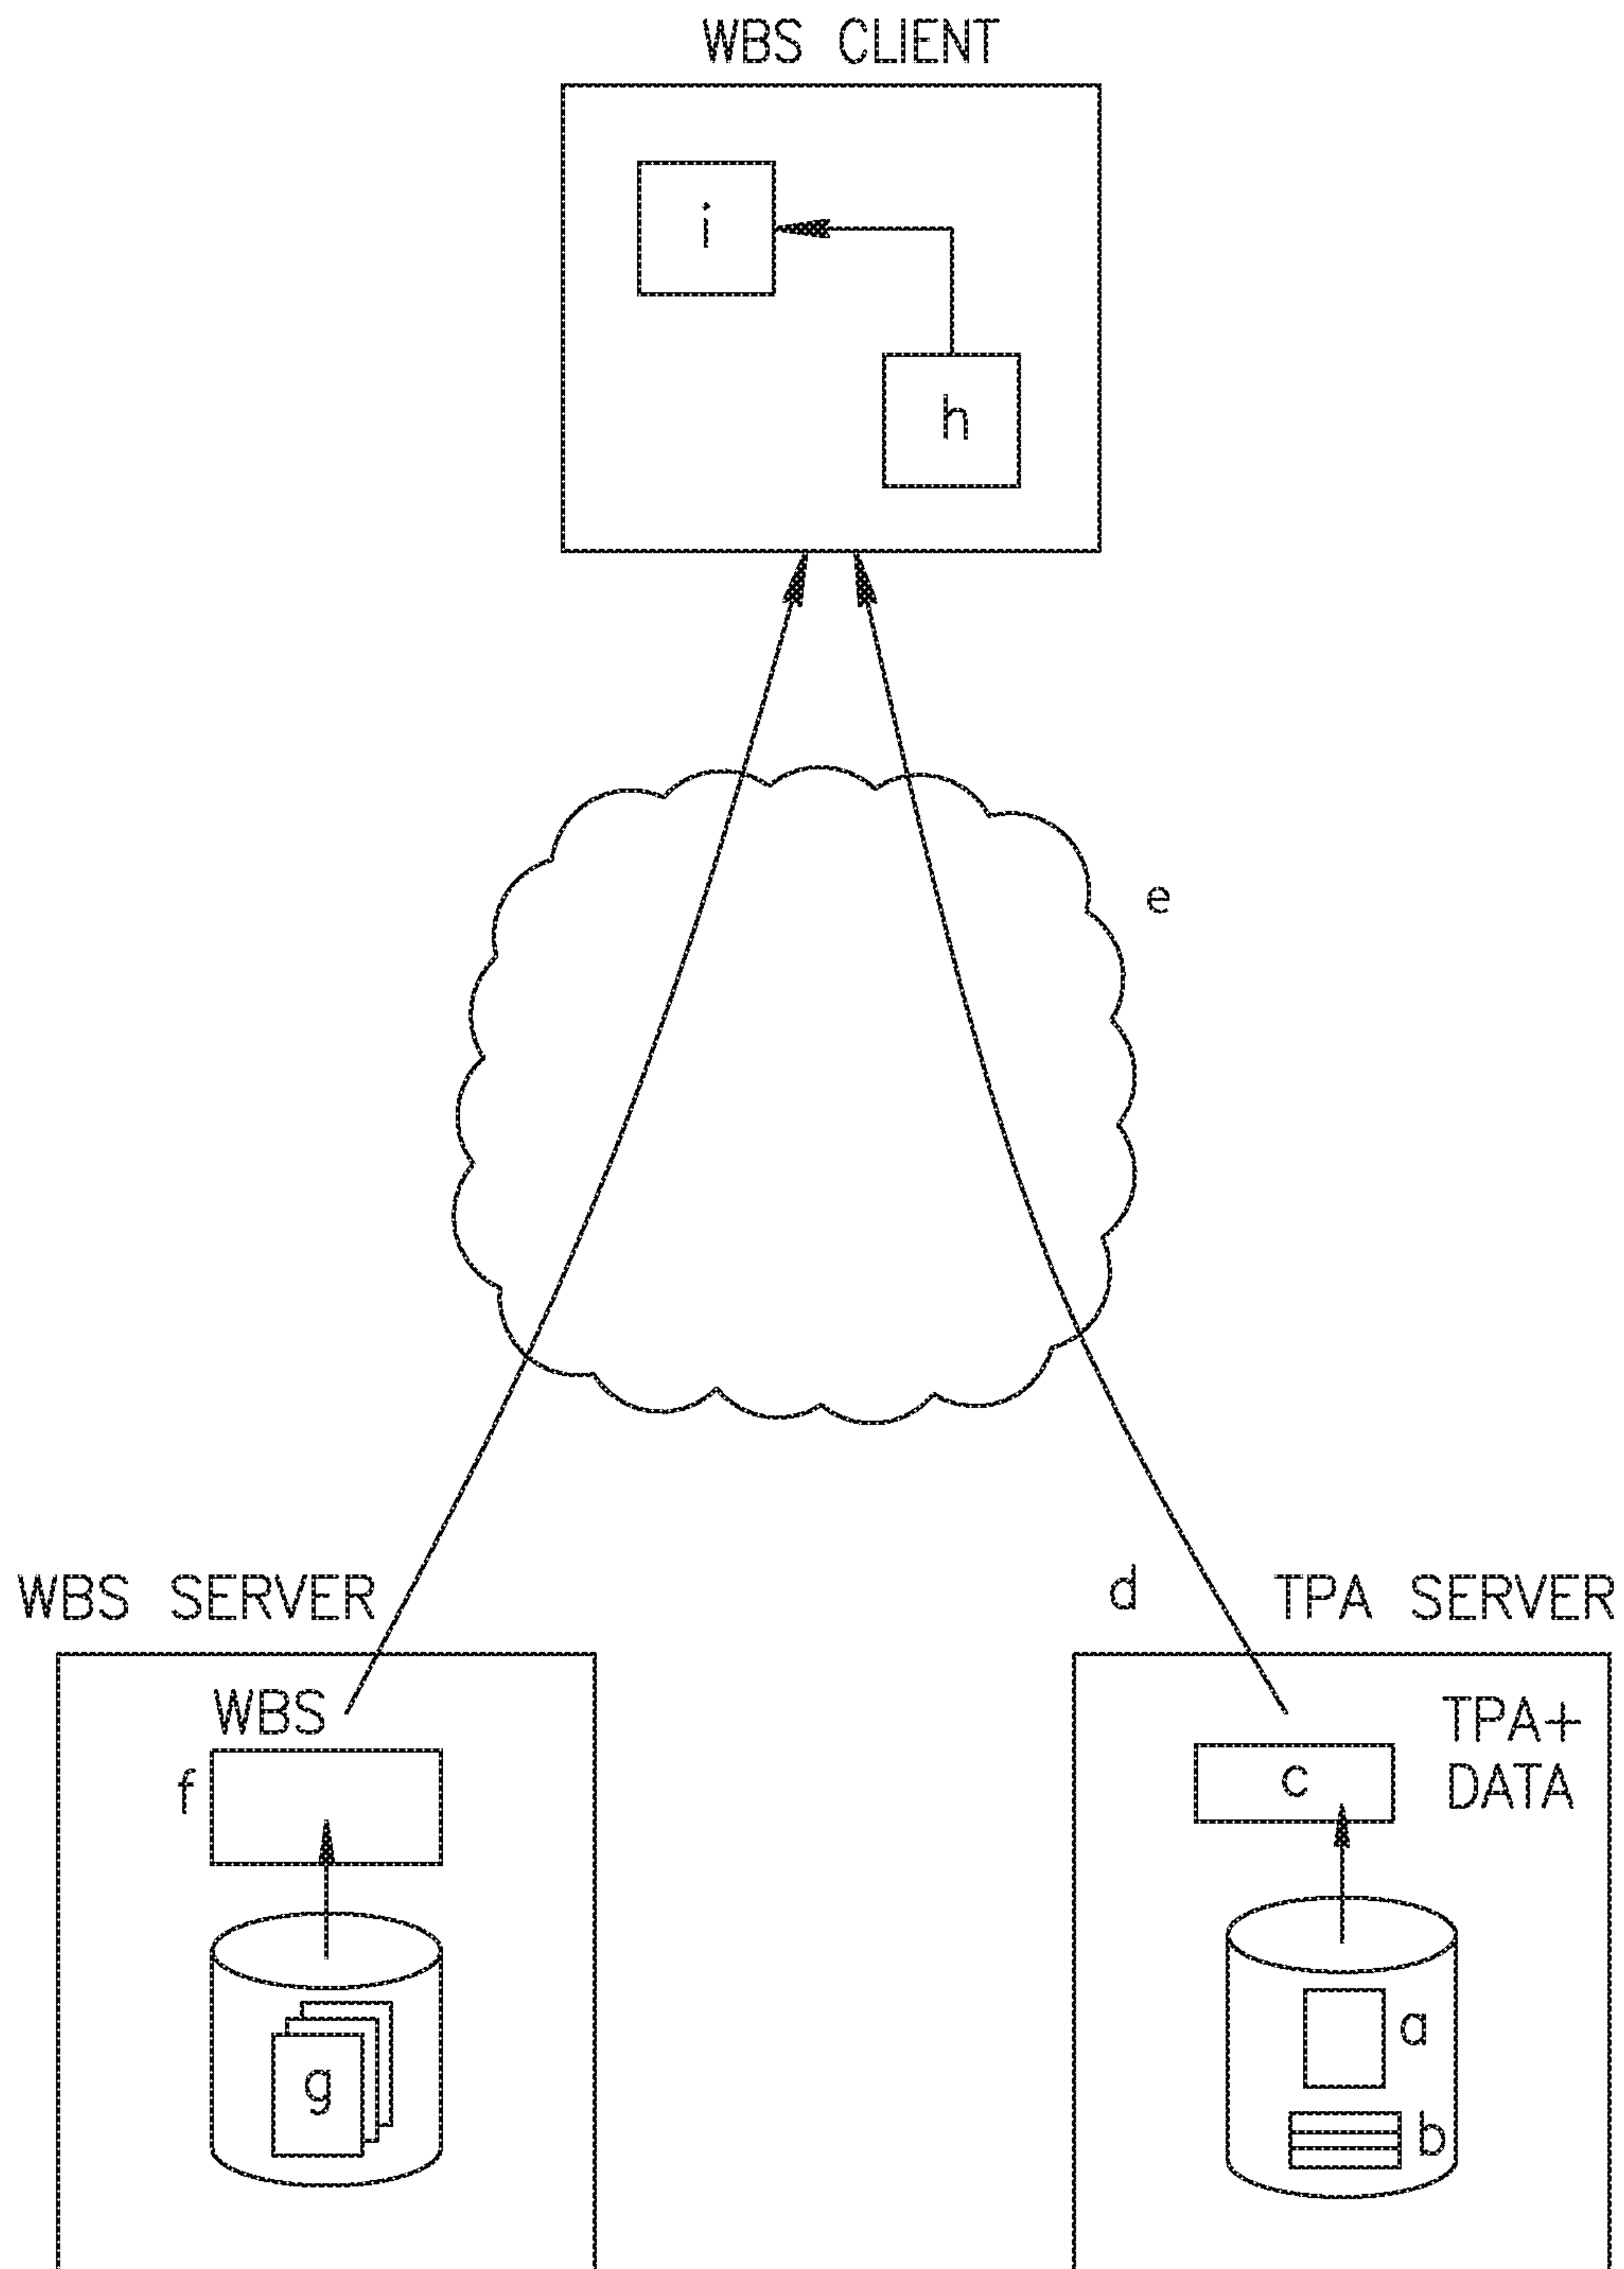 WBS CLIENT
i
h
e
d
WBS SERVER
TPA SERVER
WBS
f
TPA+
DATA
c
g
a
b